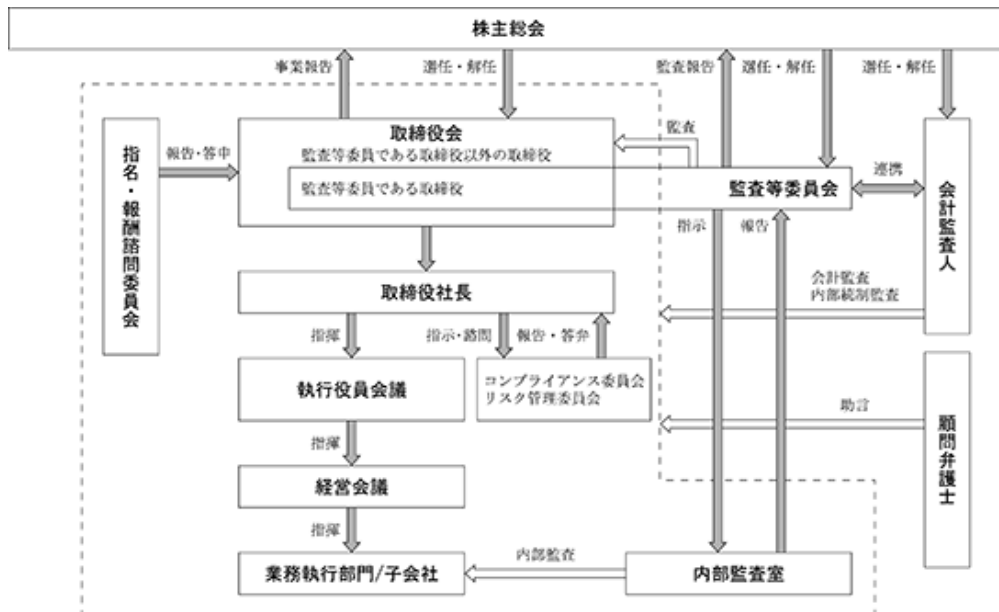 株主総会
事業報告
選任・解任
監査報告
選任・解任
選任・解任
指名・報酬諮問委員会
報告・答申
取締役会
監査等委員である取締役以外の取締役
監査等委員である取締役
監査
監査等委員会
連携
会計監査人
指示
報告
取締役社長
会計監査
内部統制監査
指揮
指示・諮問
報告・答弁
執行役員会議
コンプライアンス委員会
リスク管理委員会
助言
顧問弁護士
指揮
経営会議
指揮
業務執行部門/子会社
内部監査
内部監査室